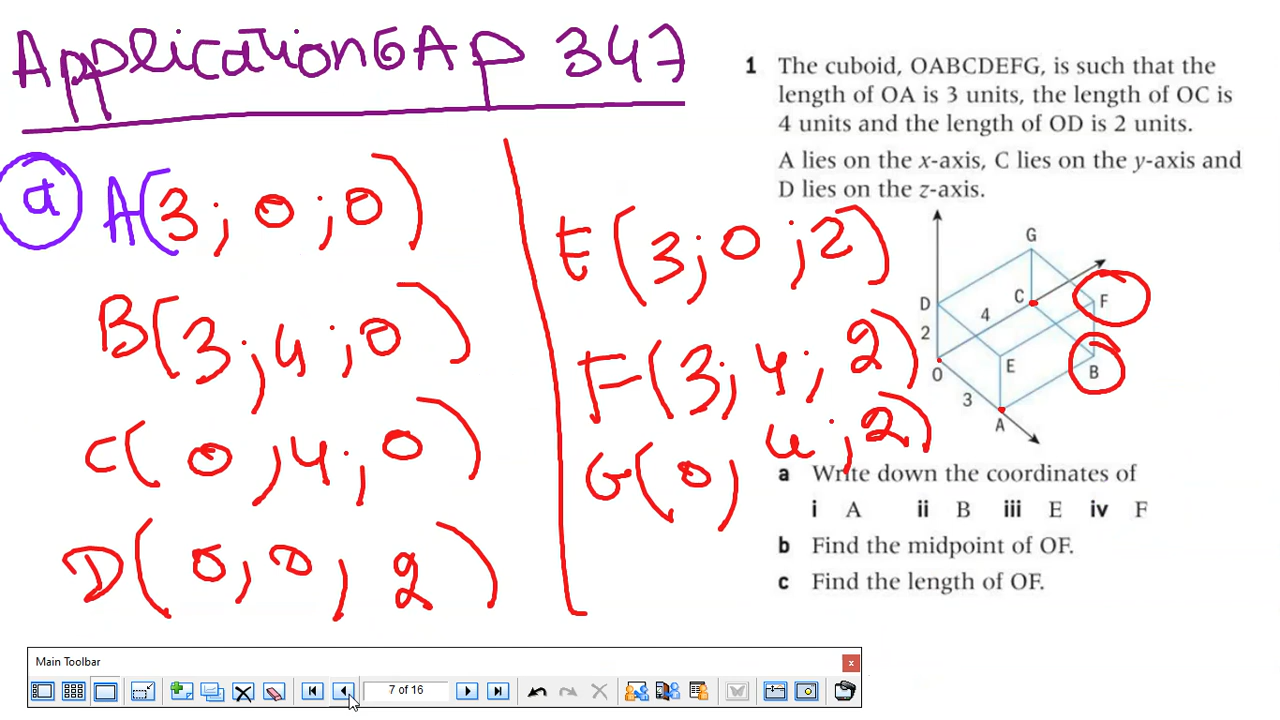 Application 6A p 347
a A(3; 0; 0)
B(3; 4; 0)
C(0; 4; 0)
D(0; 0; 2)
E(3; 0; 2)
F(3; 4; 2)
G(0; 4; 2)
1 The cuboid, OABCDEFG, is such that the
length of OA is 3 units, the length of OC is
4 units and the length of OD is 2 units.
A lies on the x-axis, C lies on the y-axis and
D lies on the z-axis.
G
D C F
4
2
O E B
3
A
a Write down the coordinates of
i A ii B iii E iv F
b Find the midpoint of OF.
c Find the length of OF.
Main Toolbar
7 of 16